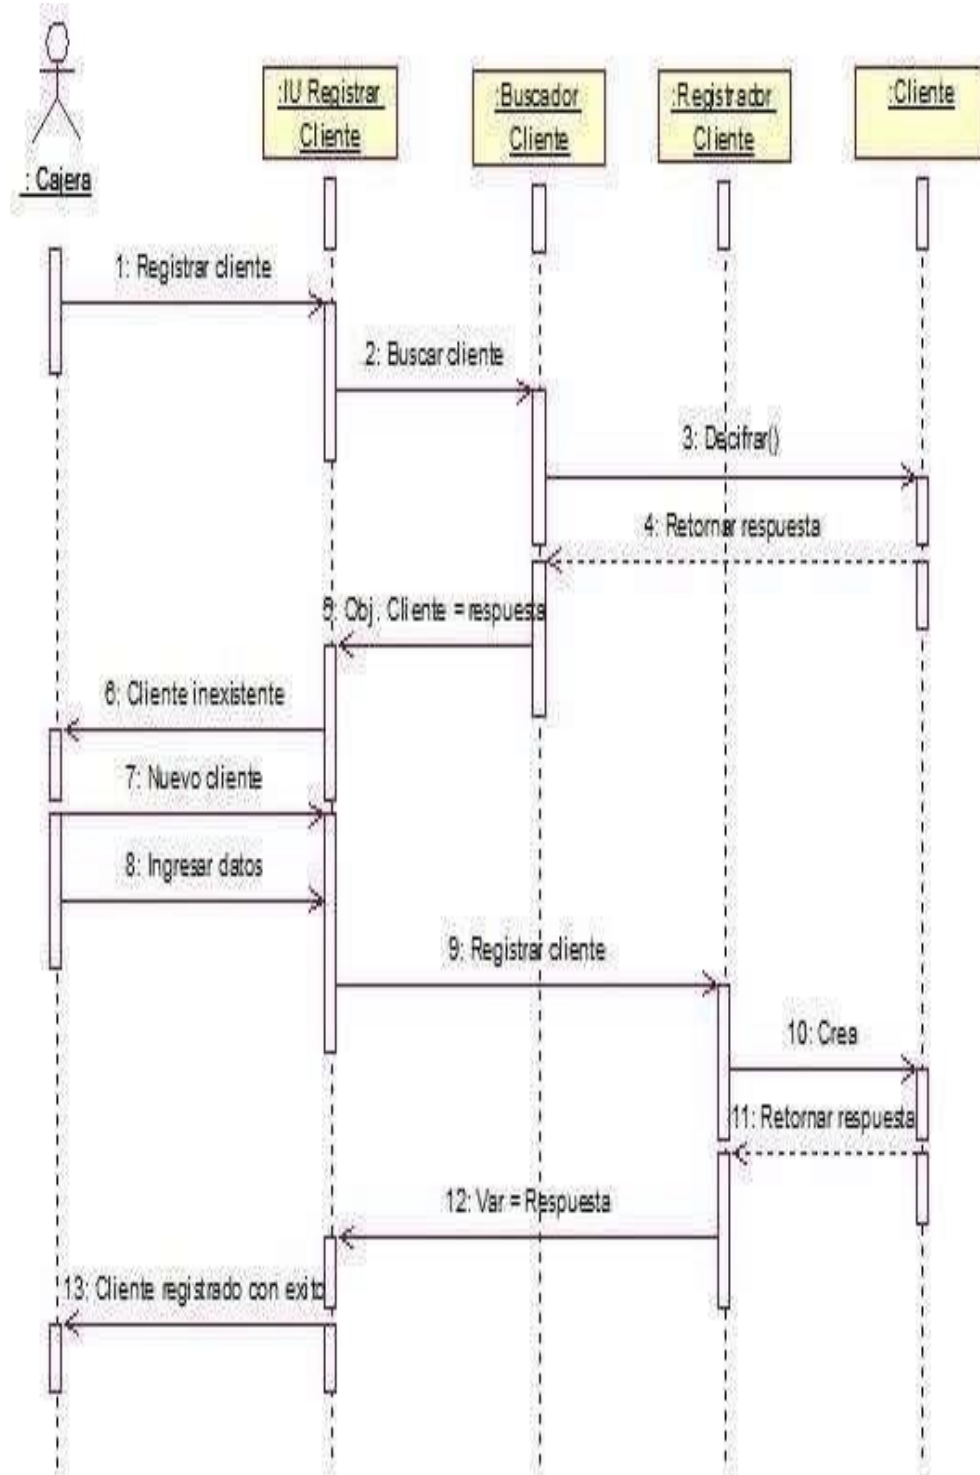 : Cajera
:IU Registrar
Cliente
:Buscador
Cliente
:Registrador
Cliente
:Cliente
1: Registrar cliente
2: Buscar cliente
3: Decifrar()
4: Retornar respuesta
5: Obj. Cliente = respuesta
6: Cliente inexistente
7: Nuevo cliente
8: Ingresar datos
9: Registrar cliente
10: Crea
11: Retornar respuesta
12: Var = Respuesta
13: Cliente registrado con exito